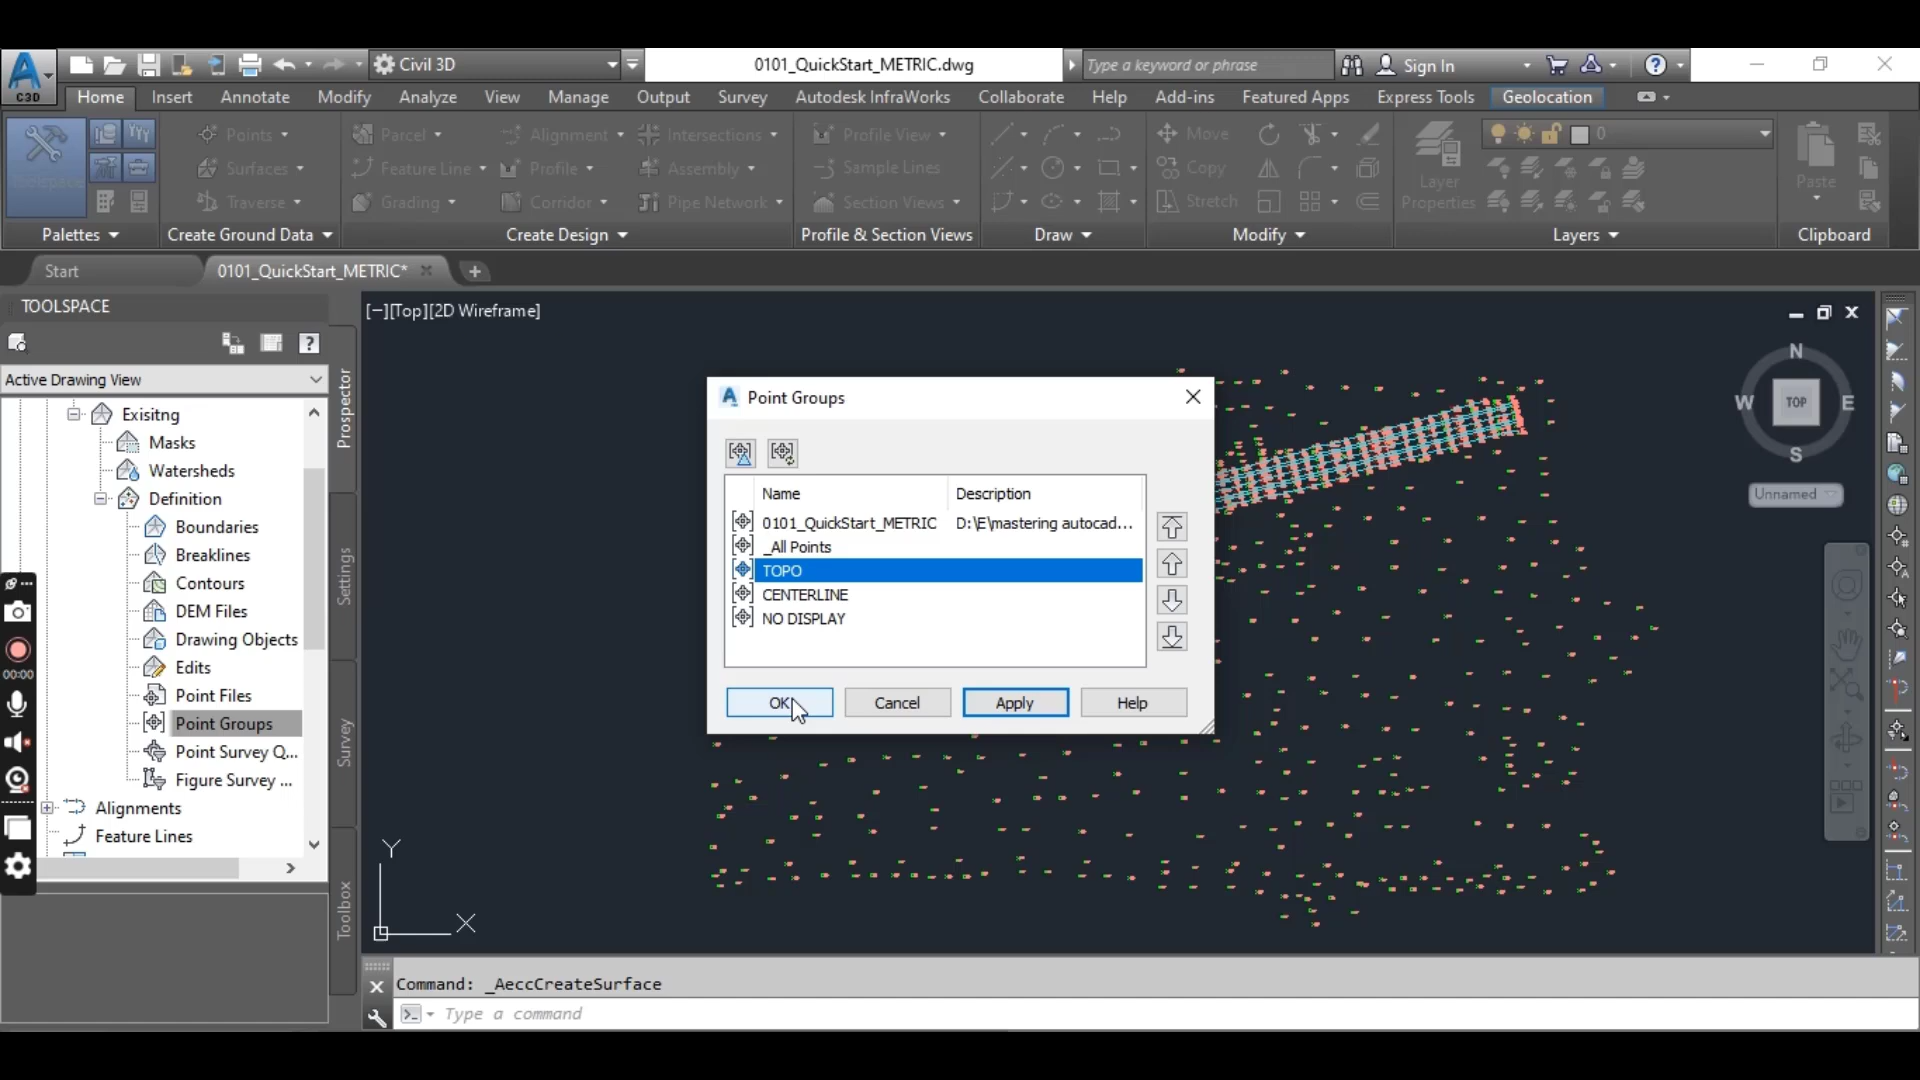 C3D
Civil 3D
0101_QuickStart_METRIC.dwg
Type a keyword or phrase
Sign In
?
Home
Insert
Annotate
Modify
Analyze
View
Manage
Output
Survey
Autodesk InfraWorks
Collaborate
Help
Add-ins
Featured Apps
Express Tools
Geolocation
Points
Parcel
Alignment
Intersections
Profile View
Move
0
Surfaces
Feature Line
Profile
Assembly
Sample Lines
Copy
Layer
Properties
Paste
Traverse
Grading
Corridor
Pipe Network
Section Views
Stretch
Palettes
Create Ground Data
Create Design
Profile & Section Views
Draw
Modify
Layers
Clipboard
Start
0101_QuickStart_METRIC*
TOOLSPACE
?
Active Drawing View
Exisitng
Masks
Watersheds
Definition
Boundaries
Breaklines
Contours
DEM Files
Drawing Objects
Edits
Point Files
Point Groups
Point Survey Q...
Figure Survey ...
Alignments
Feature Lines
00:00
Prospector
Settings
Survey
Toolbox
[−][Top][2D Wireframe]
N
W
TOP
E
S
Unnamed
Point Groups
Name
Description
0101_QuickStart_METRIC
D:\E\mastering autocad...
_All Points
TOPO
CENTERLINE
NO DISPLAY
OK
Cancel
Apply
Help
Y
X
Command: _AeccCreateSurface
Type a command